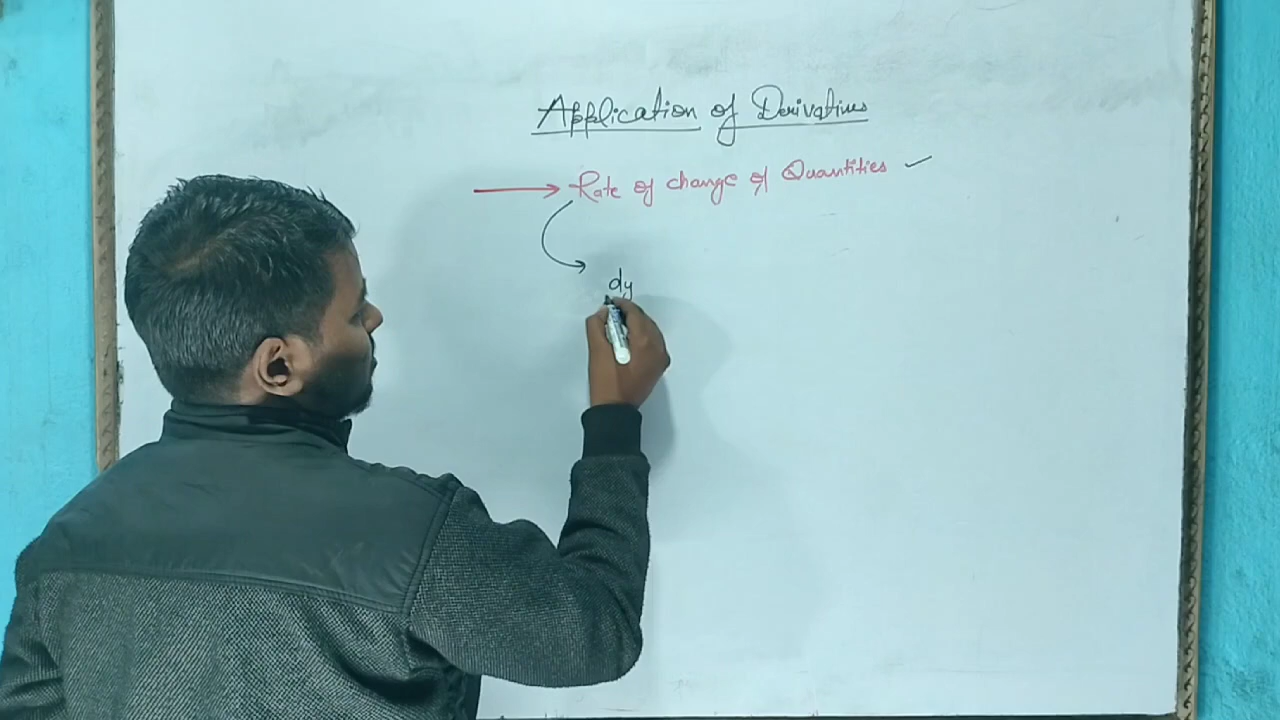 Application of Derivatives
Rate of change of Quantities
dy